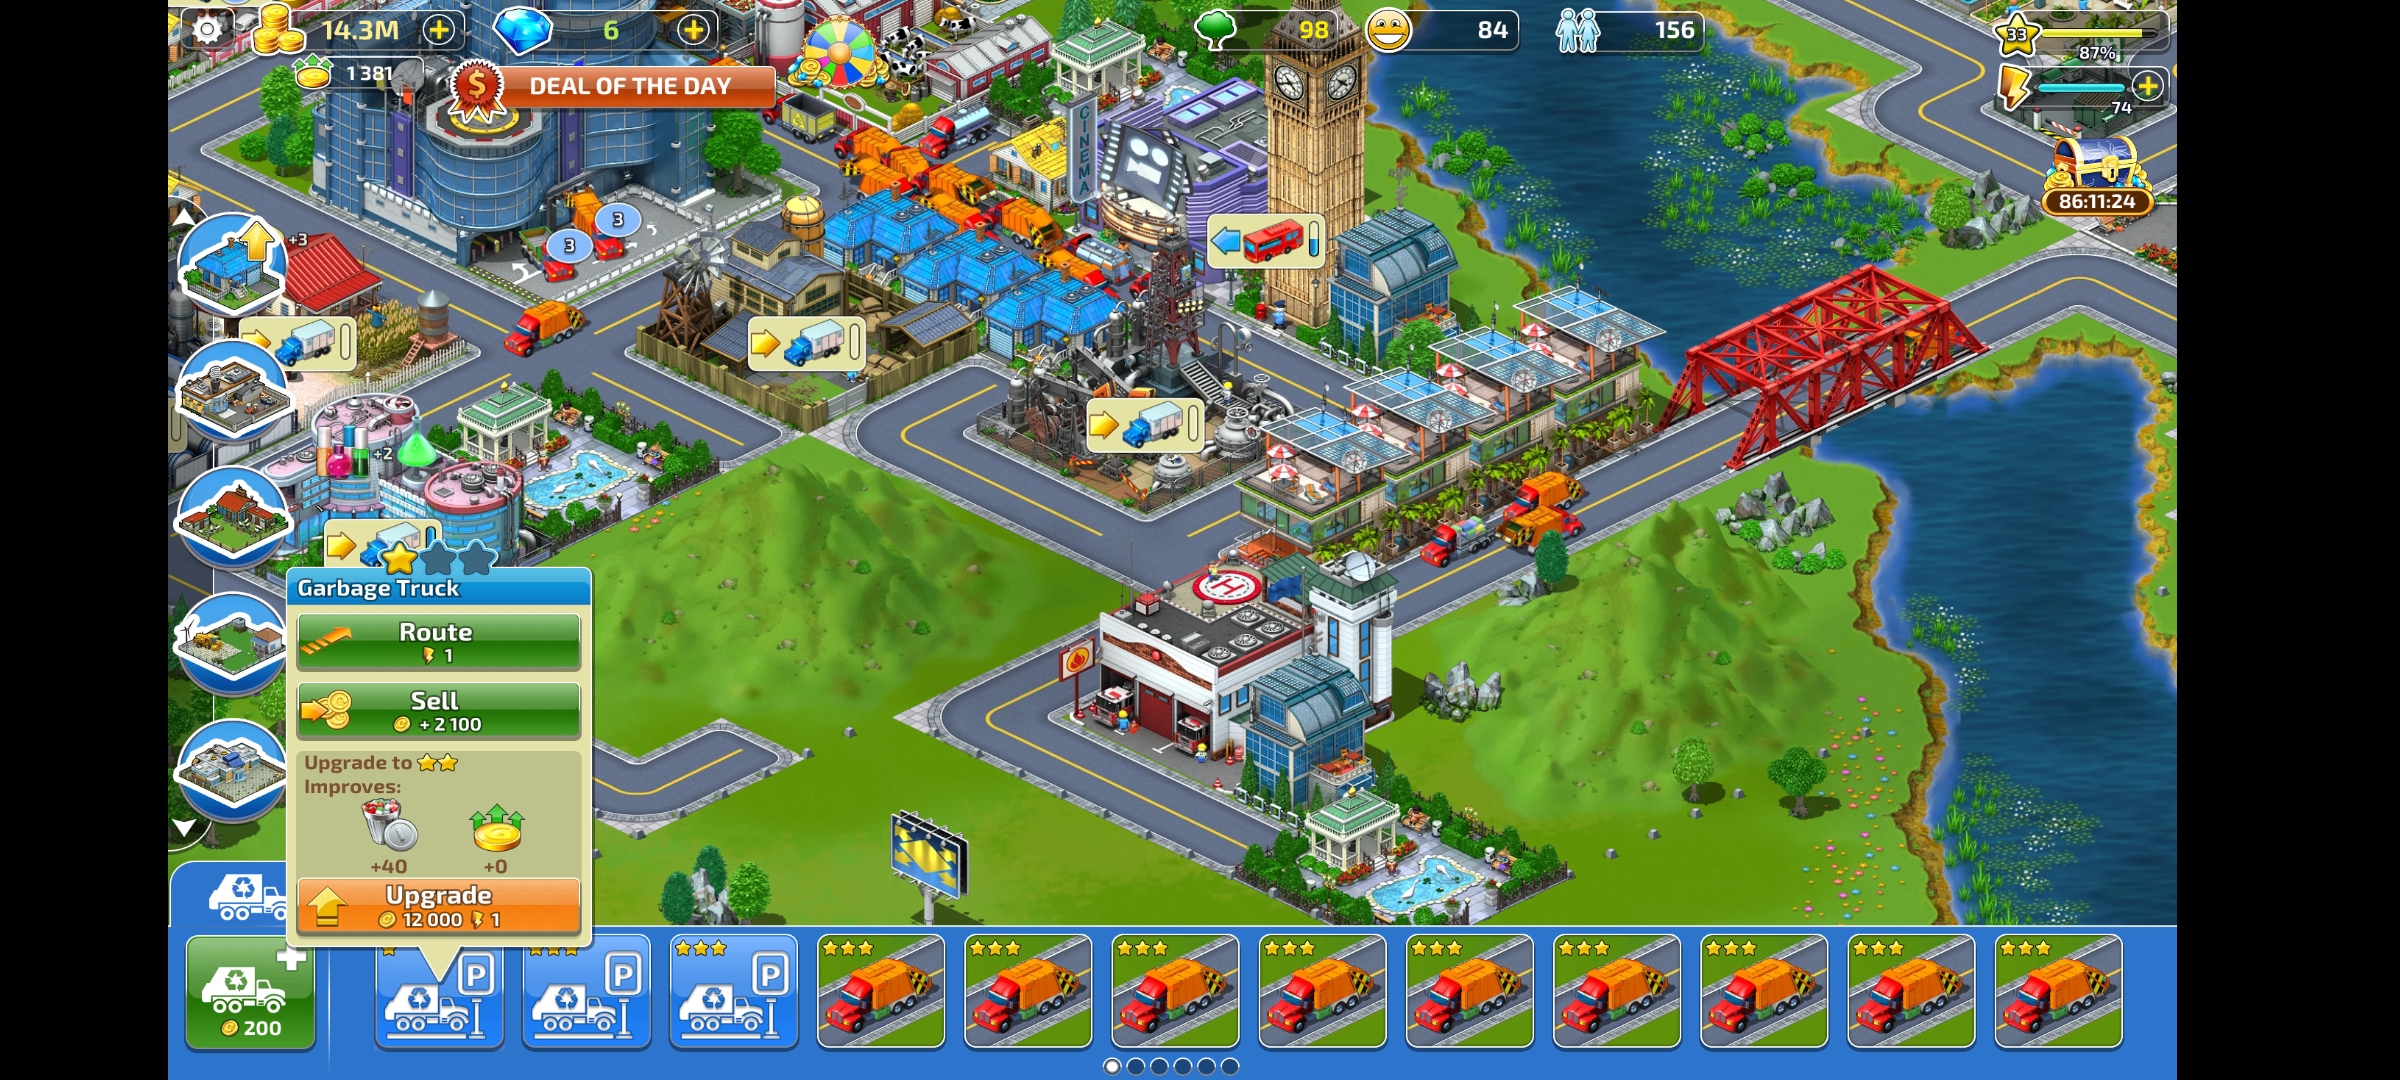 14.3M
6
98
84
156
33
87%
1 381
DEAL OF THE DAY
74
86:11:24
CINEMA
3
3
+3
+2
H
Garbage Truck
Route
1
Sell
+ 2 100
Upgrade to
Improves:
+40
+0
Upgrade
12 000
1
200
P
P
P